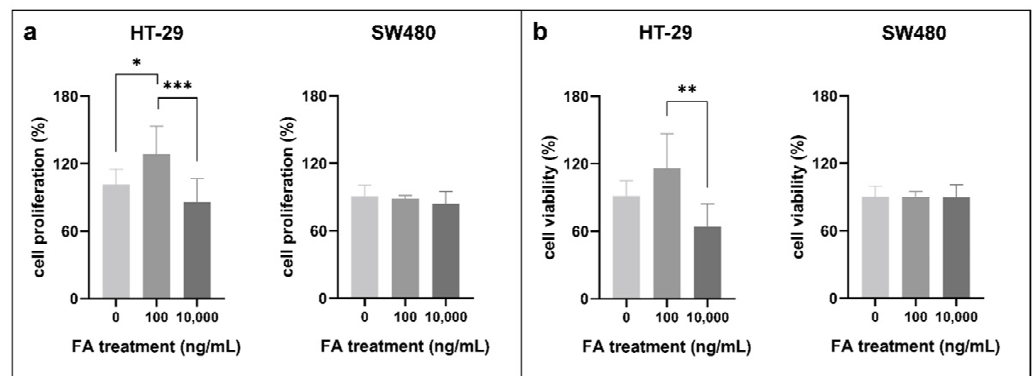 a
HT-29
SW480
*
***
180
120
60
0
cell proliferation (%)
0 100 10,000
FA treatment (ng/mL)
180
120
60
0
cell proliferation (%)
0 100 10,000
FA treatment (ng/mL)
b
HT-29
SW480
**
180
120
60
0
cell viability (%)
0 100 10,000
FA treatment (ng/mL)
180
120
60
0
cell viability (%)
0 100 10,000
FA treatment (ng/mL)